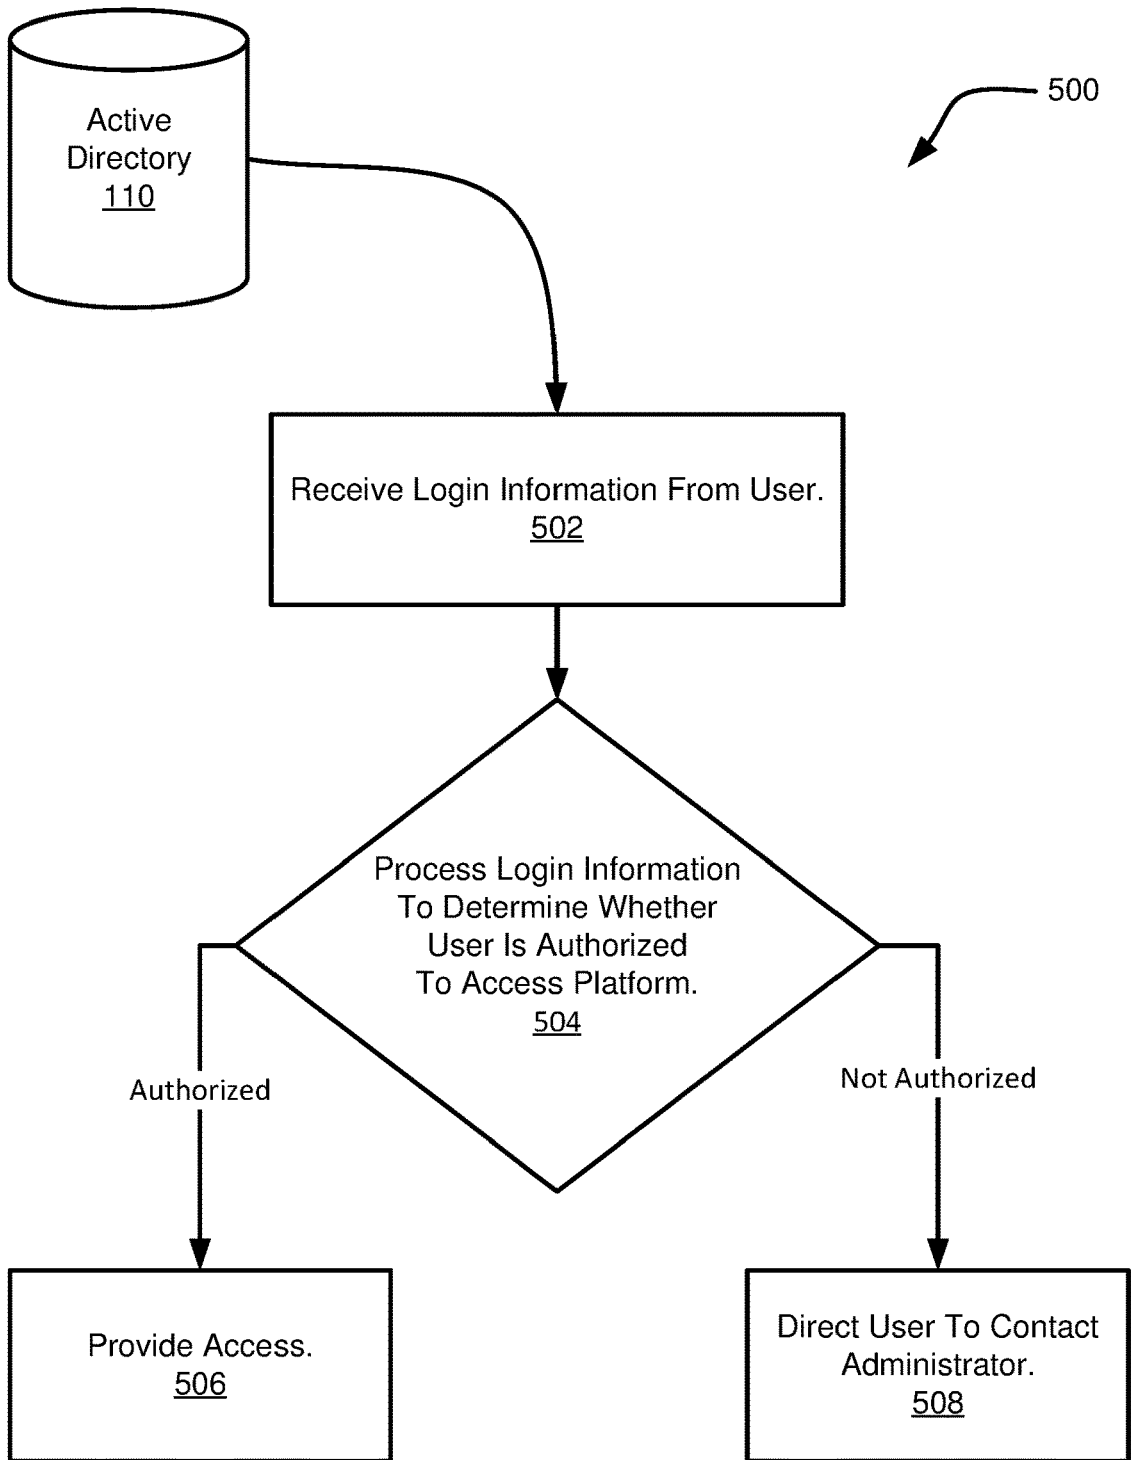 500
Active
Directory
110
Receive Login Information From User.
502
Process Login Information
To Determine Whether
User Is Authorized
To Access Platform.
504
Authorized
Not Authorized
Provide Access.
506
Direct User To Contact
Administrator.
508